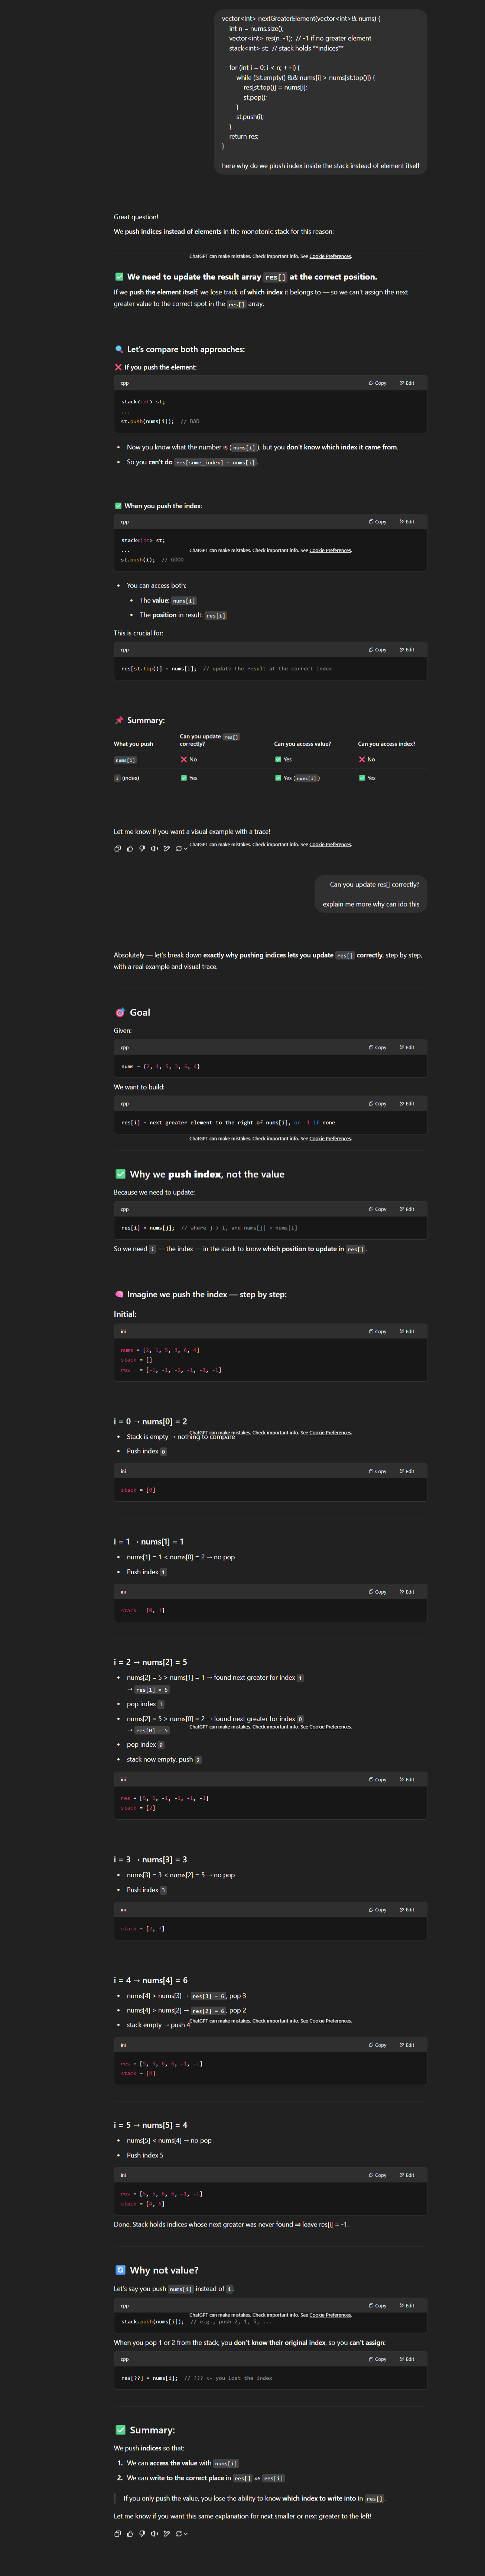 vector<int> nextGreaterElement(vector<int>& nums) {
int n = nums.size();
vector<int> res(n, -1);  // -1 if no greater element
stack<int> st;  // stack holds **indices**
for (int i = 0; i < n; ++i) {
while (!st.empty() && nums[i] > nums[st.top()]) {
res[st.top()] = nums[i];
st.pop();
}
st.push(i);
}
return res;
}
here why do we piush index inside the stack instead of element itself
Great question!
We push indices instead of elements in the monotonic stack for this reason:
ChatGPT can make mistakes. Check important info. See Cookie Preferences.
✅ We need to update the result array res[] at the correct position.
If we push the element itself, we lose track of which index it belongs to — so we can't assign the next
greater value to the correct spot in the res[] array.
🔍 Let's compare both approaches:
❌ If you push the element:
cpp Copy Edit
stack<int> st;
...
st.push(nums[i]);  // BAD
• Now you know what the number is (nums[i]), but you don't know which index it came from.
• So you can't do res[some_index] = nums[i].
✅ When you push the index:
cpp Copy Edit
stack<int> st;
...
ChatGPT can make mistakes. Check important info. See Cookie Preferences.
st.push(i);  // GOOD
• You can access both:
• The value: nums[i]
• The position in result: res[i]
This is crucial for:
cpp Copy Edit
res[st.top()] = nums[i];  // update the result at the correct index
📌 Summary:
What you push Can you update res[] correctly? Can you access value? Can you access index?
nums[i] ❌ No ✅ Yes ❌ No
i (index) ✅ Yes ✅ Yes (nums[i]) ✅ Yes
Let me know if you want a visual example with a trace!
ChatGPT can make mistakes. Check important info. See Cookie Preferences.
Can you update res[] correctly?
explain me more why can ido this
Absolutely — let's break down exactly why pushing indices lets you update res[] correctly, step by step,
with a real example and visual trace.
🎯 Goal
Given:
cpp Copy Edit
nums = {2, 1, 5, 3, 6, 4}
We want to build:
cpp Copy Edit
res[i] = next greater element to the right of nums[i], or -1 if none
ChatGPT can make mistakes. Check important info. See Cookie Preferences.
✅ Why we push index, not the value
Because we need to update:
cpp Copy Edit
res[i] = nums[j];  // where j > i, and nums[j] > nums[i]
So we need i — the index — in the stack to know which position to update in res[].
🧠 Imagine we push the index — step by step:
Initial:
ini Copy Edit
nums = [2, 1, 5, 3, 6, 4]
stack = []
res   = [-1, -1, -1, -1, -1, -1]
i = 0 → nums[0] = 2
ChatGPT can make mistakes. Check important info. See Cookie Preferences.
• Stack is empty → nothing to compare
• Push index 0
ini Copy Edit
stack = [0]
i = 1 → nums[1] = 1
• nums[1] = 1 < nums[0] = 2 → no pop
• Push index 1
ini Copy Edit
stack = [0, 1]
i = 2 → nums[2] = 5
• nums[2] = 5 > nums[1] = 1 → found next greater for index 1
→ res[1] = 5
• pop index 1
• nums[2] = 5 > nums[0] = 2 → found next greater for index 0
→ res[0] = 5
ChatGPT can make mistakes. Check important info. See Cookie Preferences.
• pop index 0
• stack now empty, push 2
ini Copy Edit
res = [5, 5, -1, -1, -1, -1]
stack = [2]
i = 3 → nums[3] = 3
• nums[3] = 3 < nums[2] = 5 → no pop
• Push index 3
ini Copy Edit
stack = [2, 3]
i = 4 → nums[4] = 6
• nums[4] > nums[3] → res[3] = 6, pop 3
• nums[4] > nums[2] → res[2] = 6, pop 2
ChatGPT can make mistakes. Check important info. See Cookie Preferences.
• stack empty → push 4
ini Copy Edit
res = [5, 5, 6, 6, -1, -1]
stack = [4]
i = 5 → nums[5] = 4
• nums[5] < nums[4] → no pop
• Push index 5
ini Copy Edit
res = [5, 5, 6, 6, -1, -1]
stack = [4, 5]
Done. Stack holds indices whose next greater was never found ⟹ leave res[i] = -1.
🔄 Why not value?
Let's say you push nums[i] instead of i:
cpp Copy Edit
ChatGPT can make mistakes. Check important info. See Cookie Preferences.
stack.push(nums[i]);  // e.g., push 2, 1, 5, ...
When you pop 1 or 2 from the stack, you don't know their original index, so you can't assign:
cpp Copy Edit
res[??] = nums[i];  // ??? <- you lost the index
✅ Summary:
We push indices so that:
1. We can access the value with nums[i]
2. We can write to the correct place in res[] as res[i]
If you only push the value, you lose the ability to know which index to write into in res[].
Let me know if you want this same explanation for next smaller or next greater to the left!